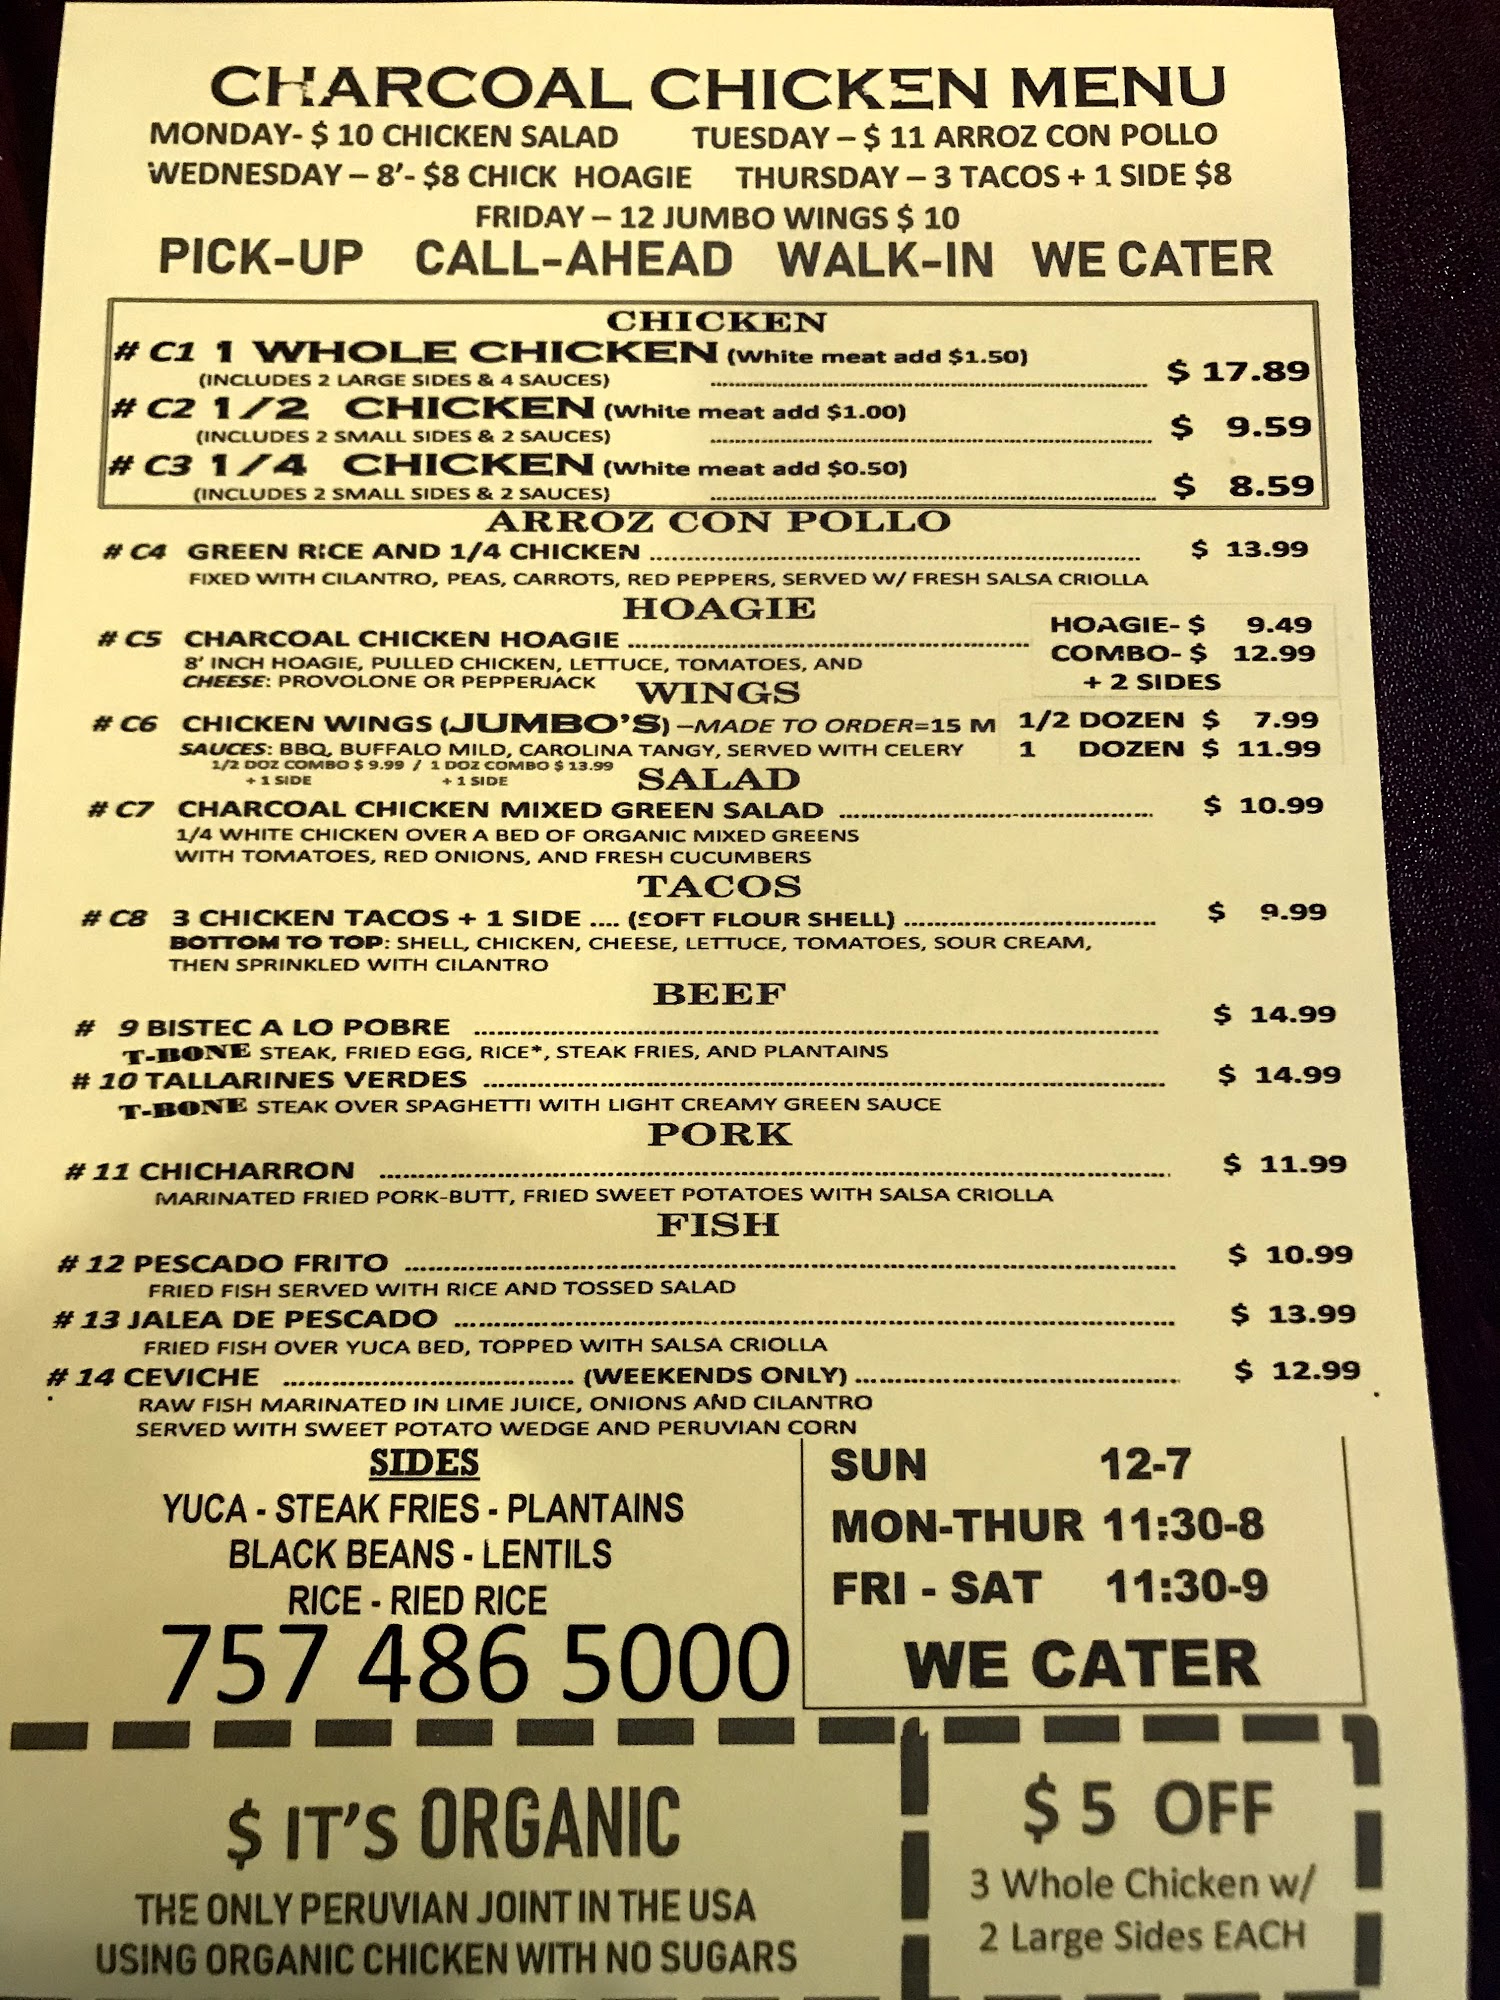 CHARCOAL CHICKEN MENU
MONDAY- $ 10 CHICKEN SALAD TUESDAY – $ 11 ARROZ CON POLLO
WEDNESDAY – 8'- $8 CHICK HOAGIE THURSDAY – 3 TACOS + 1 SIDE $8
FRIDAY – 12 JUMBO WINGS $ 10
PICK-UP CALL-AHEAD WALK-IN WE CATER
CHICKEN
# C1 1 WHOLE CHICKEN (White meat add $1.50)
(INCLUDES 2 LARGE SIDES & 4 SAUCES) ........ $ 17.89
# C2 1/2 CHICKEN (White meat add $1.00)
(INCLUDES 2 SMALL SIDES & 2 SAUCES) ........ $ 9.59
# C3 1/4 CHICKEN (White meat add $0.50)
(INCLUDES 2 SMALL SIDES & 2 SAUCES) ........ $ 8.59
ARROZ CON POLLO
# C4 GREEN RICE AND 1/4 CHICKEN ........ $ 13.99
FIXED WITH CILANTRO, PEAS, CARROTS, RED PEPPERS, SERVED W/ FRESH SALSA CRIOLLA
HOAGIE
# C5 CHARCOAL CHICKEN HOAGIE ........ HOAGIE- $ 9.49
8' INCH HOAGIE, PULLED CHICKEN, LETTUCE, TOMATOES, AND COMBO- $ 12.99
CHEESE: PROVOLONE OR PEPPERJACK + 2 SIDES
WINGS
# C6 CHICKEN WINGS (JUMBO'S) –MADE TO ORDER=15 M 1/2 DOZEN $ 7.99
SAUCES: BBQ, BUFFALO MILD, CAROLINA TANGY, SERVED WITH CELERY 1 DOZEN $ 11.99
1/2 DOZ COMBO $ 9.99 / 1 DOZ COMBO $ 13.99
+ 1 SIDE + 1 SIDE
SALAD
# C7 CHARCOAL CHICKEN MIXED GREEN SALAD ........ $ 10.99
1/4 WHITE CHICKEN OVER A BED OF ORGANIC MIXED GREENS
WITH TOMATOES, RED ONIONS, AND FRESH CUCUMBERS
TACOS
# C8 3 CHICKEN TACOS + 1 SIDE .... (SOFT FLOUR SHELL) ........ $ 9.99
BOTTOM TO TOP: SHELL, CHICKEN, CHEESE, LETTUCE, TOMATOES, SOUR CREAM,
THEN SPRINKLED WITH CILANTRO
BEEF
# 9 BISTEC A LO POBRE ........ $ 14.99
T-BONE STEAK, FRIED EGG, RICE*, STEAK FRIES, AND PLANTAINS
# 10 TALLARINES VERDES ........ $ 14.99
T-BONE STEAK OVER SPAGHETTI WITH LIGHT CREAMY GREEN SAUCE
PORK
# 11 CHICHARRON ........ $ 11.99
MARINATED FRIED PORK-BUTT, FRIED SWEET POTATOES WITH SALSA CRIOLLA
FISH
# 12 PESCADO FRITO ........ $ 10.99
FRIED FISH SERVED WITH RICE AND TOSSED SALAD
# 13 JALEA DE PESCADO ........ $ 13.99
FRIED FISH OVER YUCA BED, TOPPED WITH SALSA CRIOLLA
# 14 CEVICHE ........ (WEEKENDS ONLY) ........ $ 12.99
RAW FISH MARINATED IN LIME JUICE, ONIONS AND CILANTRO
SERVED WITH SWEET POTATO WEDGE AND PERUVIAN CORN
SIDES
YUCA - STEAK FRIES - PLANTAINS
BLACK BEANS - LENTILS
RICE - RIED RICE
757 486 5000
SUN 12-7
MON-THUR 11:30-8
FRI - SAT 11:30-9
WE CATER
$ IT'S ORGANIC
THE ONLY PERUVIAN JOINT IN THE USA
USING ORGANIC CHICKEN WITH NO SUGARS
$ 5 OFF
3 Whole Chicken w/
2 Large Sides EACH